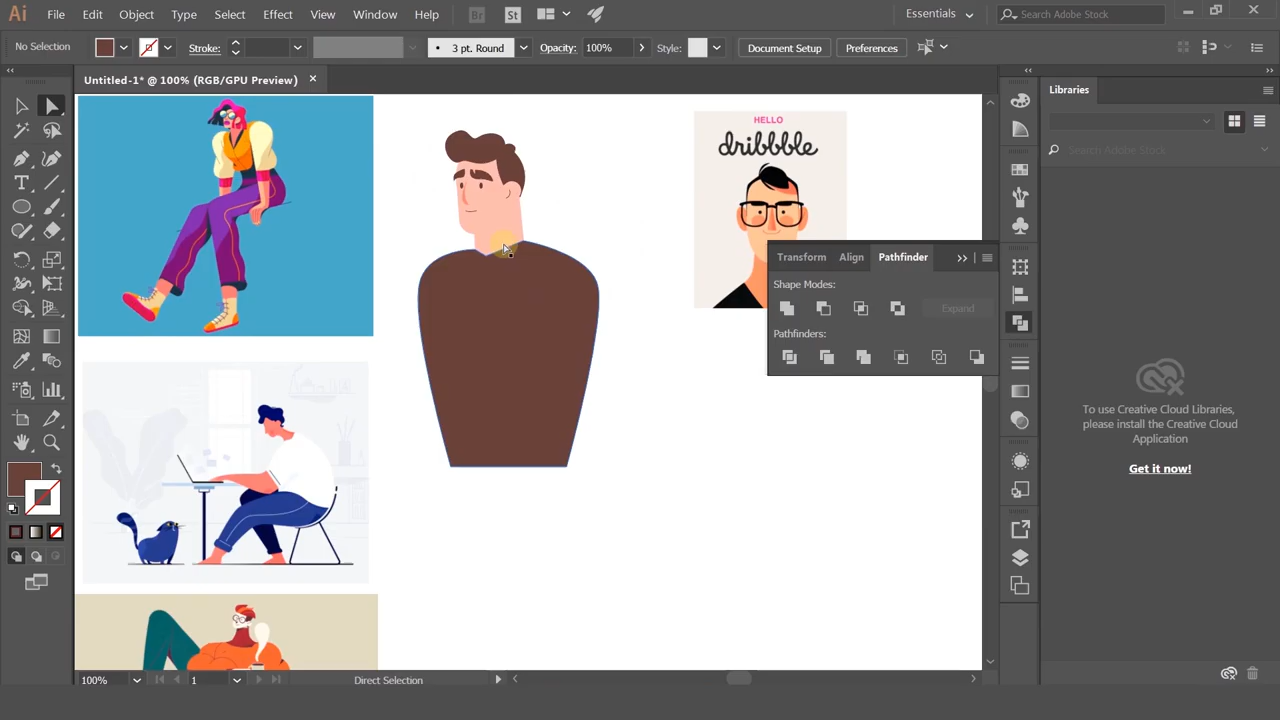 Ai File Edit Object Type Select Effect View Window Help Br St Essentials Search Adobe Stock
No Selection Stroke: 3 pt. Round Opacity: 100% Style: Document Setup Preferences
Untitled-1* @ 100% (RGB/GPU Preview)
Libraries
Search Adobe Stock
HELLO
dribbble
Transform Align Pathfinder
Shape Modes:
Expand
Pathfinders:
To use Creative Cloud Libraries,
please install the Creative Cloud
Application
Get it now!
100% 1 Direct Selection